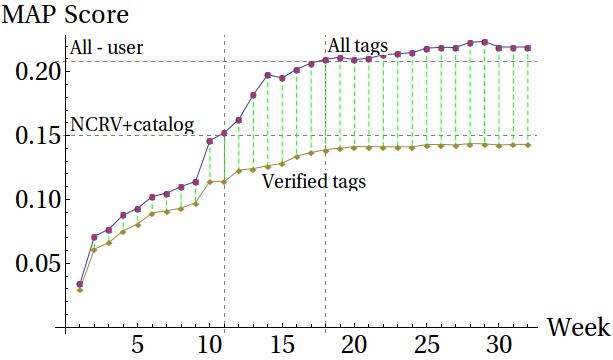 MAP Score
All - user
All tags
0.20
NCRV+catalog
0.15
Verified tags
0.10
0.05
5 10 15 20 25 30
Week